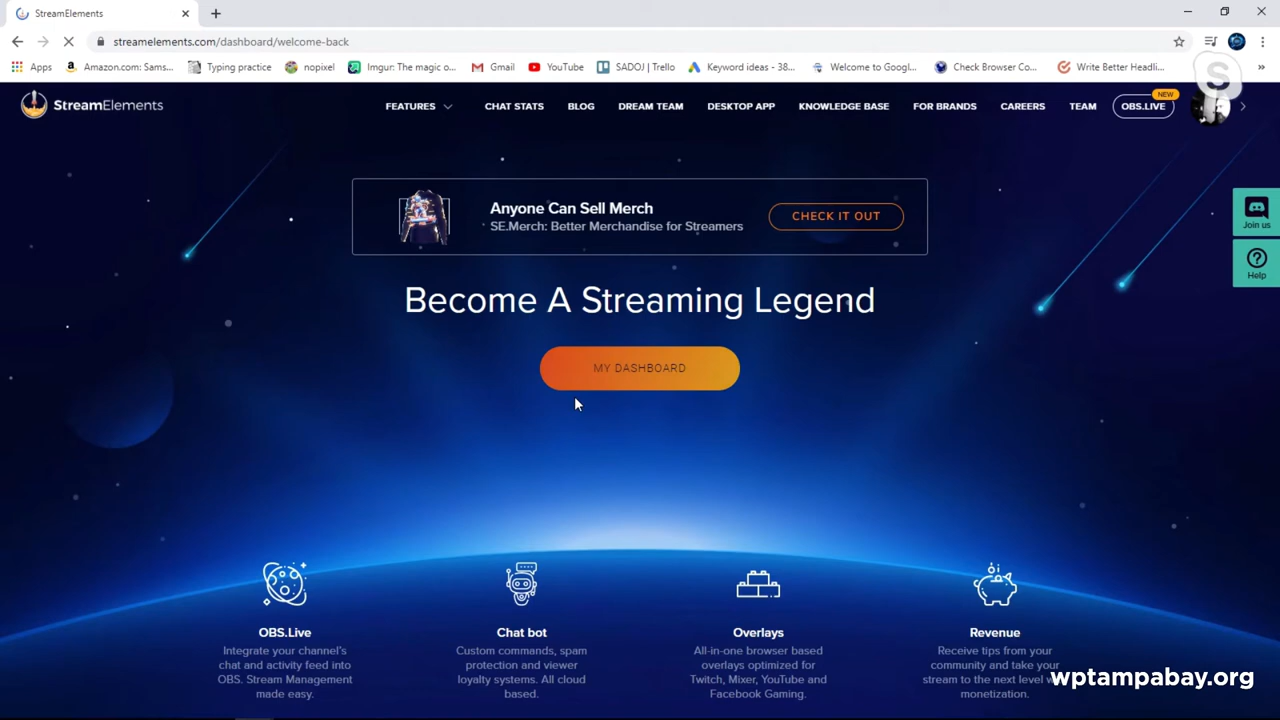 StreamElements
streamelements.com/dashboard/welcome-back
Apps
Amazon.com: Sams...
Typing practice
nopixel
Imgur: The magic o...
Gmail
YouTube
SADOJ | Trello
Keyword ideas - 38...
Welcome to Googl...
Check Browser Co...
Write Better Headli...
»
StreamElements
FEATURES
CHAT STATS
BLOG
DREAM TEAM
DESKTOP APP
KNOWLEDGE BASE
FOR BRANDS
CAREERS
TEAM
OBS.LIVE
NEW
Anyone Can Sell Merch
SE.Merch: Better Merchandise for Streamers
CHECK IT OUT
Join us
Help
Become A Streaming Legend
MY DASHBOARD
OBS.Live
Integrate your channel's
chat and activity feed into
OBS. Stream Management
made easy.
Chat bot
Custom commands, spam
protection and viewer
loyalty systems. All cloud
based.
Overlays
All-in-one browser based
overlays optimized for
Twitch, Mixer, YouTube and
Facebook Gaming.
Revenue
Receive tips from your
community and take your
stream to the next level
monetization.
wptampabay.org